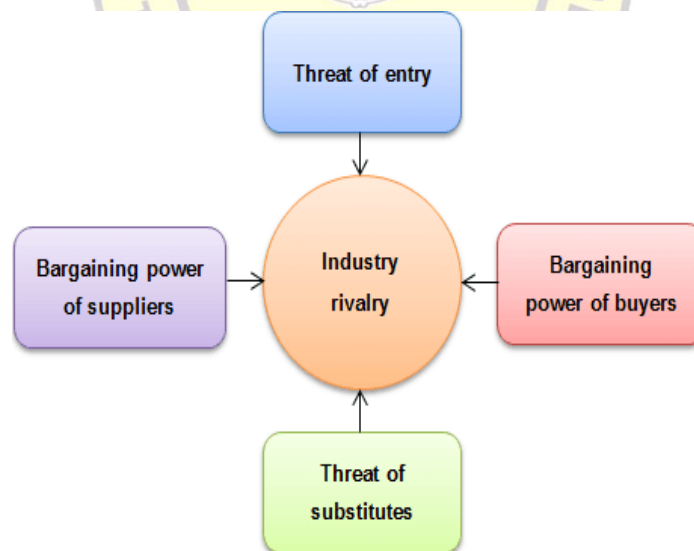 Threat of entry
Bargaining power
of suppliers
Industry
rivalry
Bargaining
power of buyers
Threat of
substitutes